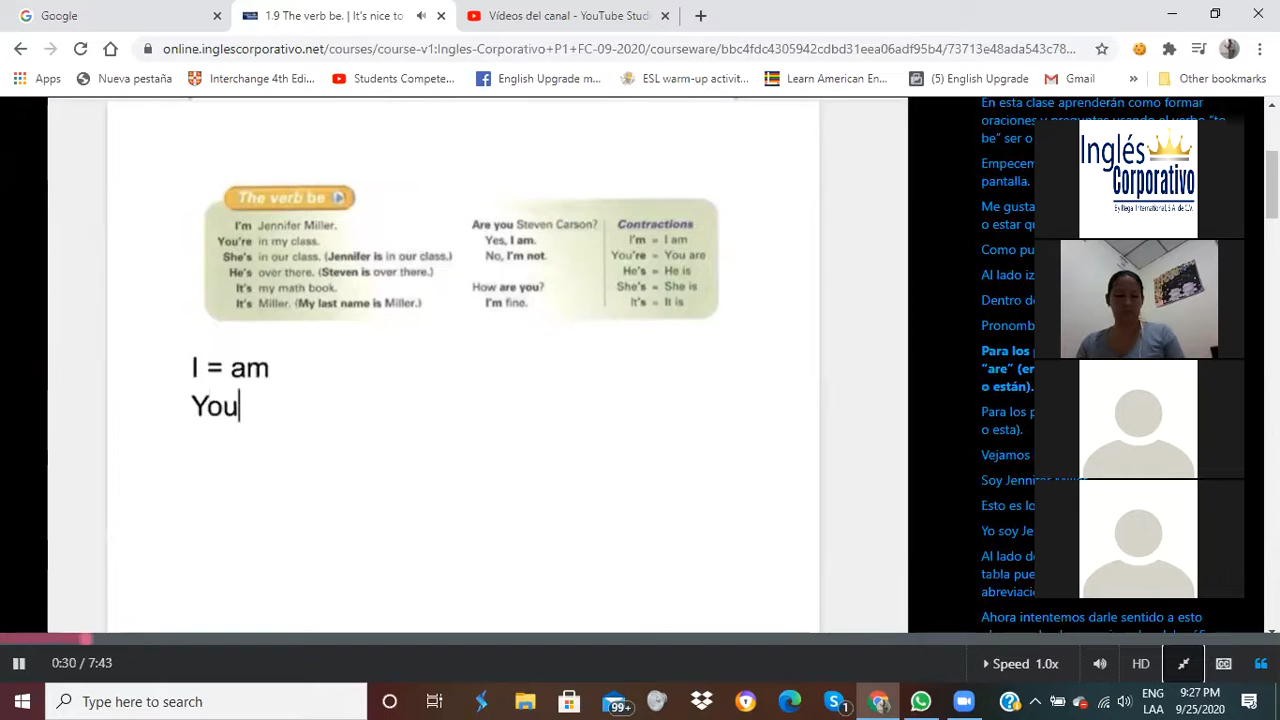 Google
1.9 The verb be. | It's nice to
Vídeos del canal - YouTube Stud
online.inglescorporativo.net/courses/course-v1:Ingles-Corporativo+P1+FC-09-2020/courseware/bbc4fdc4305942cdbd31eea06adf95b4/73713e48ada543c78...
Apps
Nueva pestaña
Interchange 4th Edi...
Students Compete...
English Upgrade m...
ESL warm-up activit...
Learn American En...
(5) English Upgrade
Gmail
»
Other bookmarks
The verb be
I'm Jennifer Miller.
You're in my class.
She's in our class. (Jennifer is in our class.)
He's over there. (Steven is over there.)
It's my math book.
It's Miller. (My last name is Miller.)
Are you Steven Carson?
Yes, I am.
No, I'm not.
How are you?
I'm fine.
Contractions
I'm = I am
You're = You are
He's = He is
She's = She is
It's = It is
I = am
You
En esta clase aprenderán como formar
oraciones y preguntas usando el verbo "to
be" ser o
Empecem
pantalla.
Me gusta
o estar qu
Como pu
Al lado iz
Dentro de
Pronomb
Para los
"are" (er
o están).
Para los p
o esta).
Vejamos
Soy Jennifer Miller
Esto es lo
Yo soy Je
Al lado de
tabla pue
abreviaci
Ahora intentemos darle sentido a esto
Inglés
Corporativo
By Ilega International, S.A. de C.V.
0:30 / 7:43
Speed 1.0x
HD
Type here to search
99+
1
ENG
LAA
9:27 PM
9/25/2020